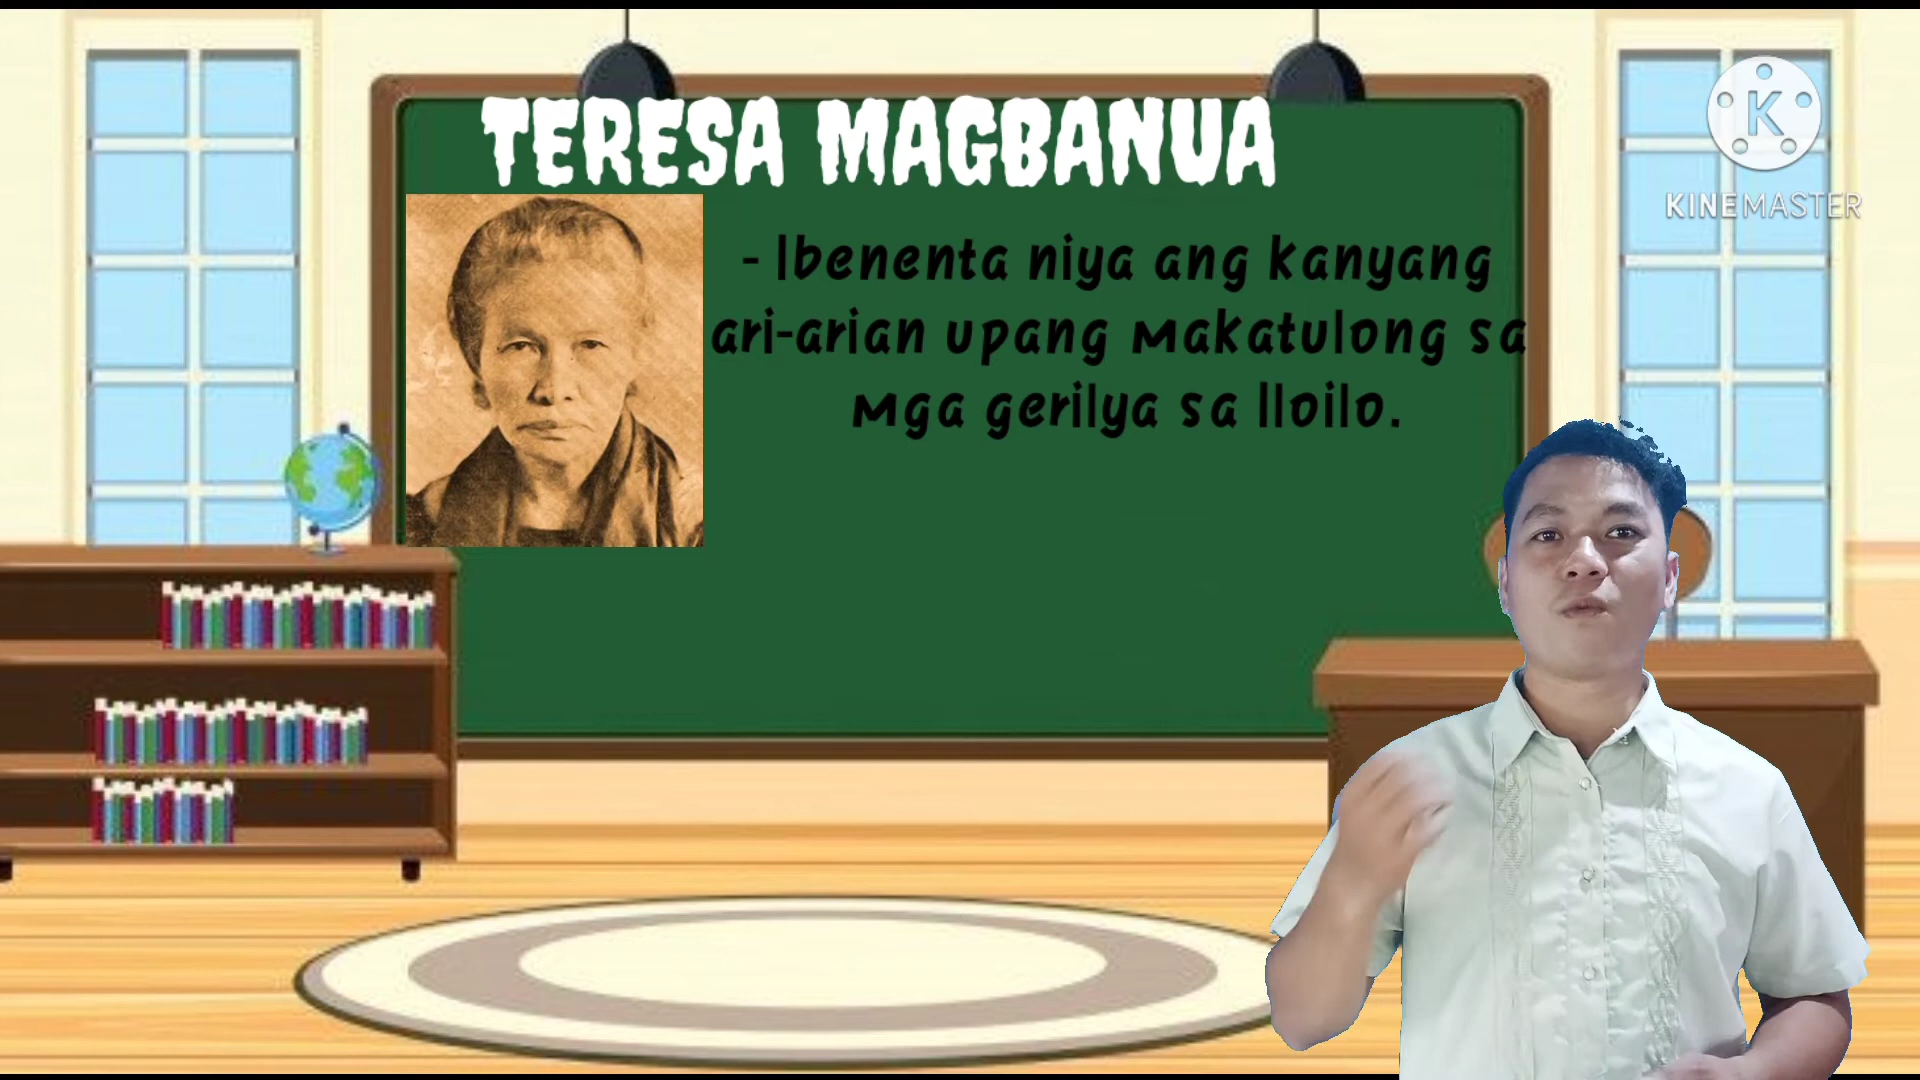 TERESA MAGBANUA
- Ibenenta niya ang kanyang
ari-arian upang makatulong sa
mga gerilya sa Iloilo.
K
KINEMASTER